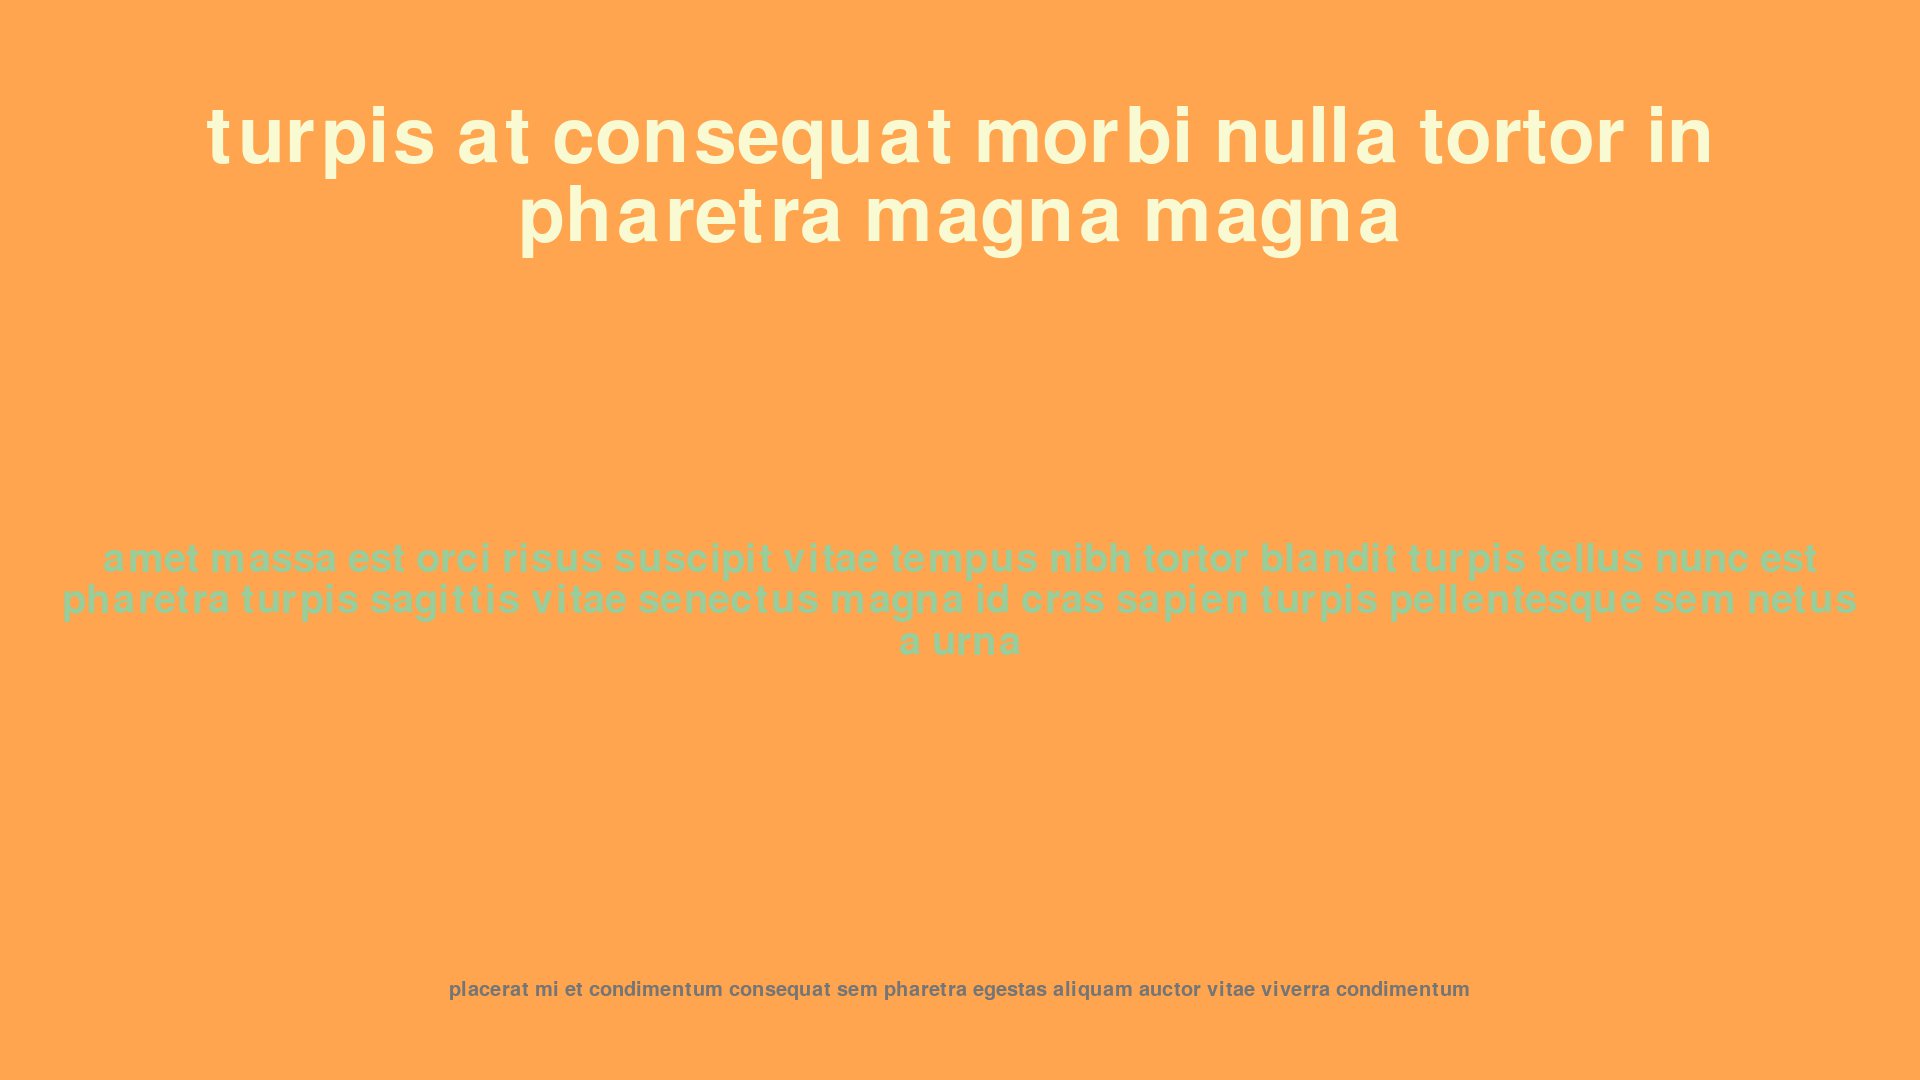 turpis at consequat morbi nulla tortor in
pharetra magna magna
amet massa est orci risus suscipit vitae tempus nibh tortor blandit turpis tellus nunc est
pharetra turpis sagittis vitae senectus magna id cras sapien turpis pellentesque sem netus
a urna
placerat mi et condimentum consequat sem pharetra egestas aliquam auctor vitae viverra condimentum